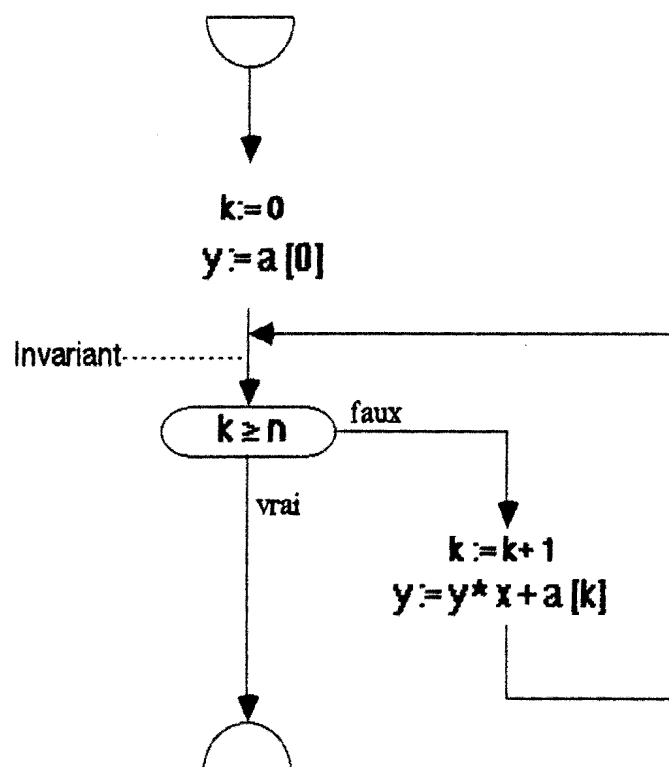 k:=0
y:=a[0]
Invariant
k≥n
faux
vrai
k:=k+1
y:=y*x+a[k]